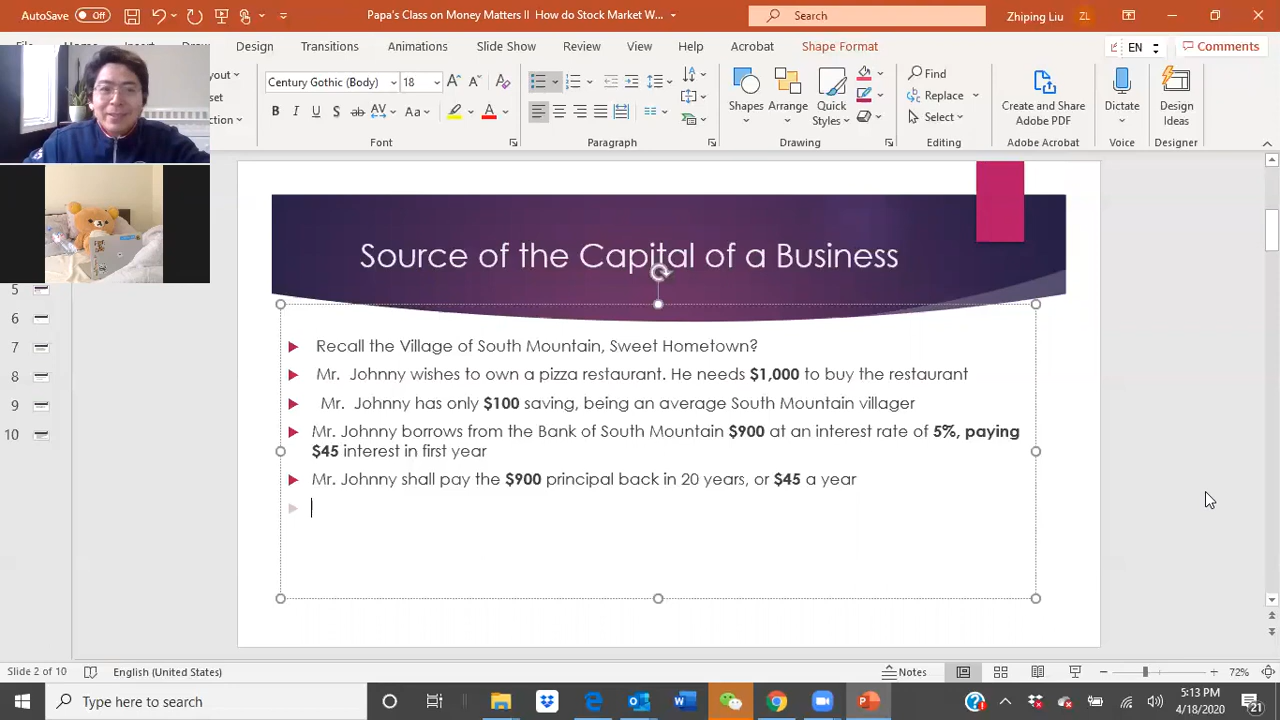 AutoSave Off Papa's Class on Money Matters II How do Stock Market W... Search Zhiping Liu ZL
Design Transitions Animations Slide Show Review View Help Acrobat Shape Format EN Comments
Century Gothic (Body) 18 Find
Replace
Select
Shapes Arrange Quick Styles Create and Share Adobe PDF Dictate Design Ideas
Font Paragraph Drawing Editing Adobe Acrobat Voice Designer
Source of the Capital of a Business
Recall the Village of South Mountain, Sweet Hometown?
Mr. Johnny wishes to own a pizza restaurant. He needs $1,000 to buy the restaurant
Mr. Johnny has only $100 saving, being an average South Mountain villager
Mr. Johnny borrows from the Bank of South Mountain $900 at an interest rate of 5%, paying
$45 interest in first year
Mr. Johnny shall pay the $900 principal back in 20 years, or $45 a year
5
6
7
8
9
10
Slide 2 of 10 English (United States) Notes 72%
Type here to search 5:13 PM
4/18/2020 21